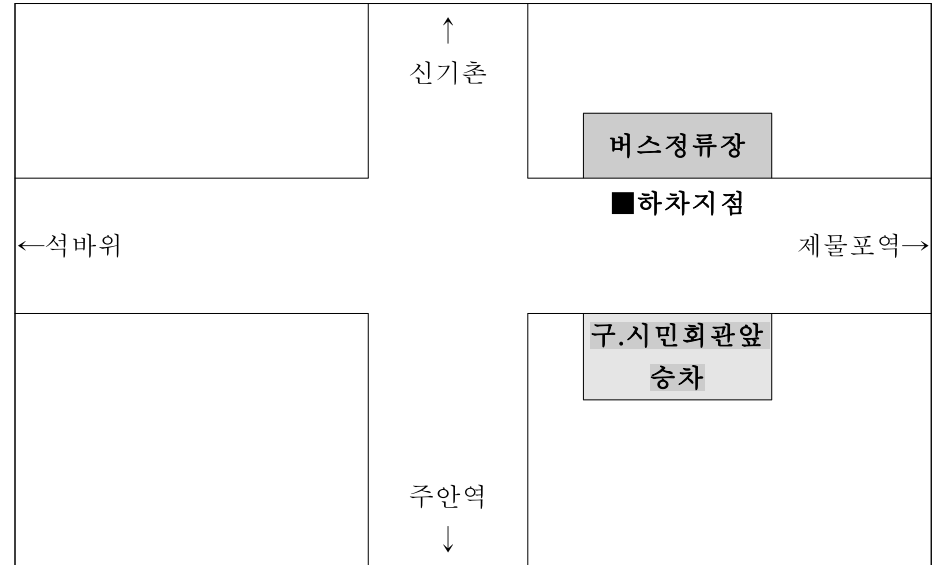 ↑
신기촌
버스정류장
■하차지점
←석바위
제물포역→
구.시민회관앞
승차
주안역
↓